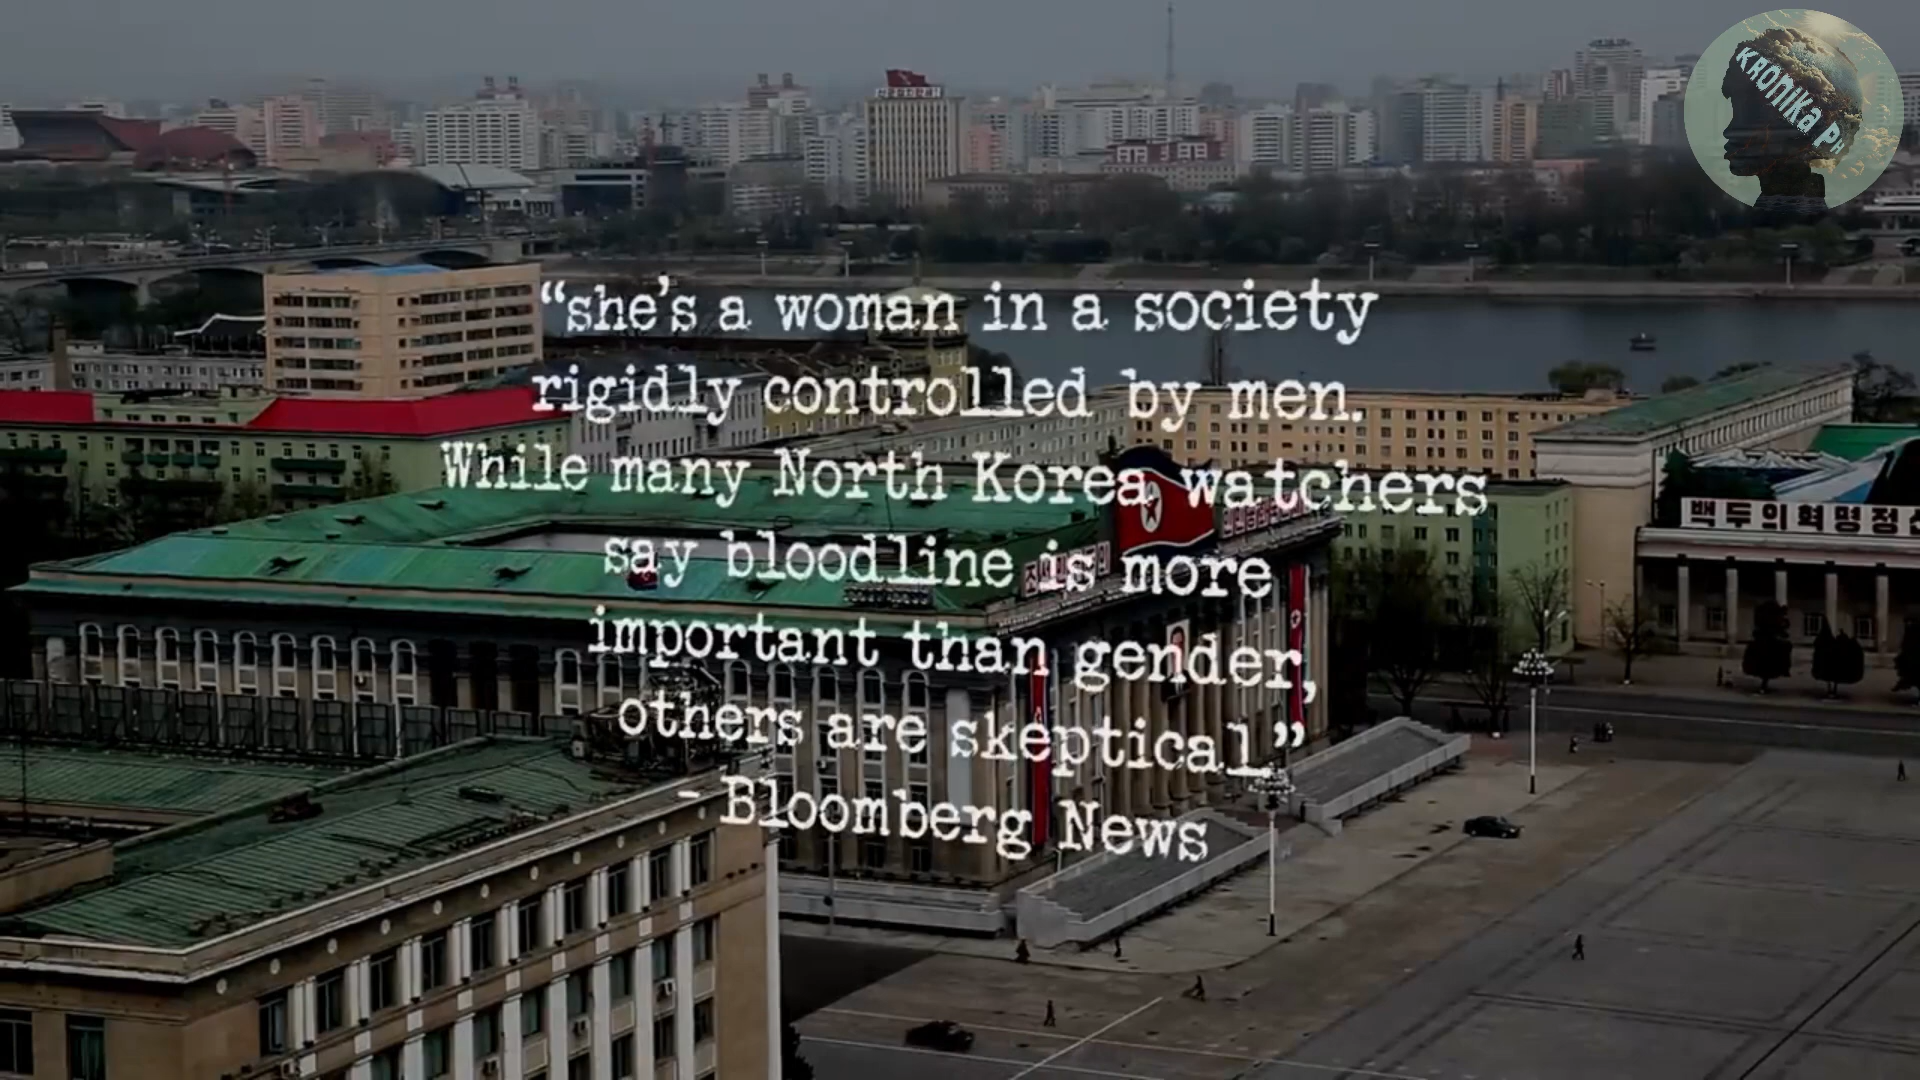 KRONIKA PH
“she's a woman in a society
rigidly controlled by men.
While many North Korea watchers
say bloodline is more
important than gender,
others are skeptical.”
- Bloomberg News
백두의혁명정신